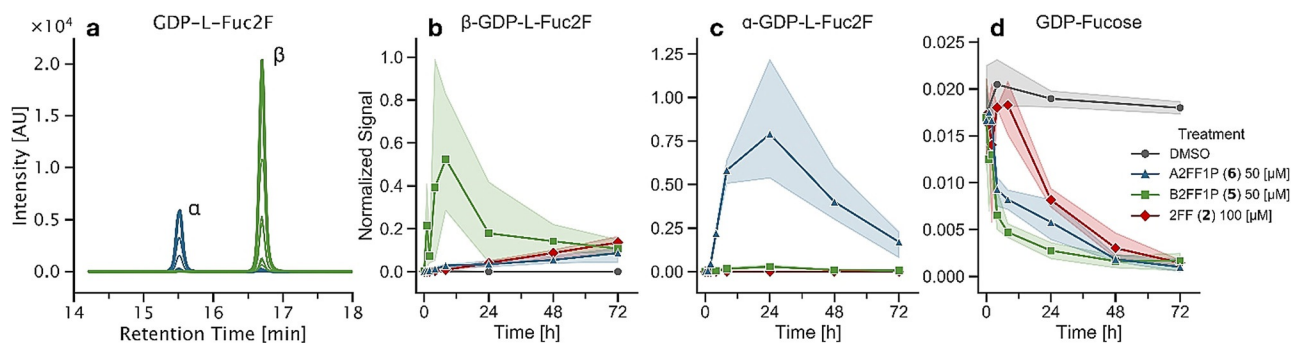 a
GDP-L-Fuc2F
×10⁴
2.0
1.5
1.0
0.5
0.0
Intensity [AU]
α
β
14
15
16
17
18
Retention Time [min]
b
β-GDP-L-Fuc2F
1.0
0.8
0.6
0.4
0.2
0.0
Normalized Signal
0
24
48
72
Time [h]
c
α-GDP-L-Fuc2F
1.25
1.00
0.75
0.50
0.25
0.00
0
24
48
72
Time [h]
d
GDP-Fucose
0.025
0.020
0.015
0.010
0.005
0.000
0
24
48
72
Time [h]
Treatment
DMSO
A2FF1P (6) 50 [μM]
B2FF1P (5) 50 [μM]
2FF (2) 100 [μM]